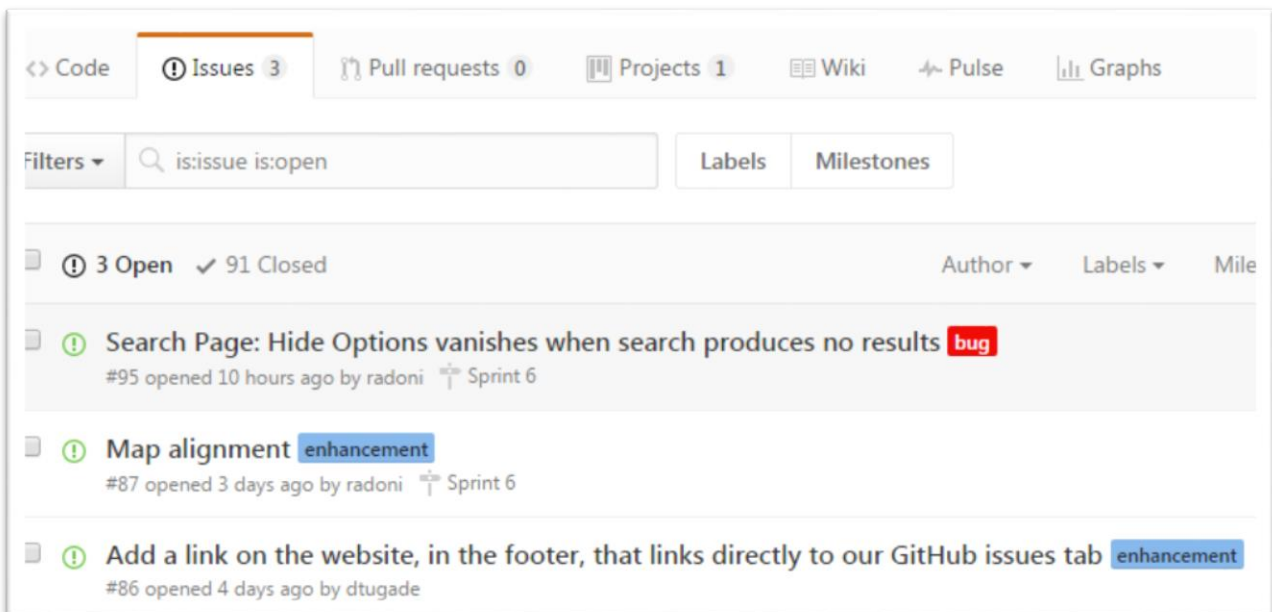 <> Code Issues 3 Pull requests 0 Projects 1 Wiki Pulse Graphs
Filters is:issue is:open Labels Milestones
3 Open 91 Closed Author Labels Mile
Search Page: Hide Options vanishes when search produces no results bug
#95 opened 10 hours ago by radoni Sprint 6
Map alignment enhancement
#87 opened 3 days ago by radoni Sprint 6
Add a link on the website, in the footer, that links directly to our GitHub issues tab enhancement
#86 opened 4 days ago by dtugade